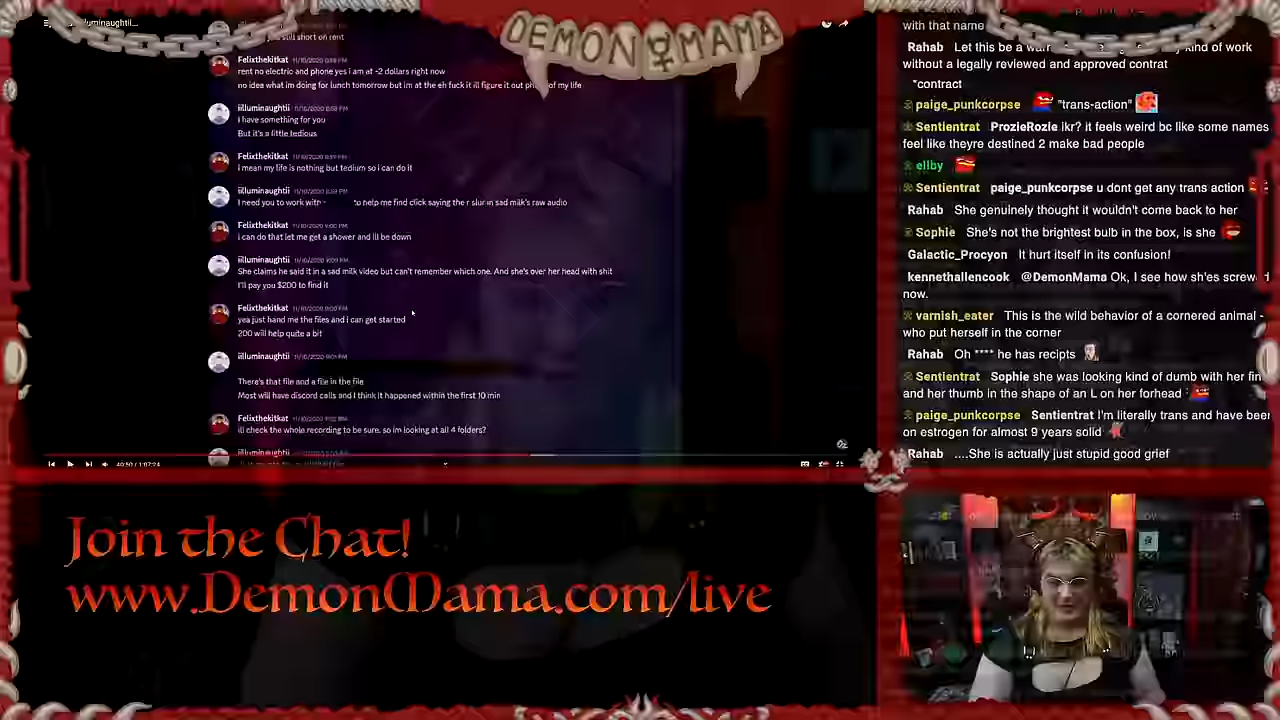 DEMON MAMA
still short on rent
Felixthekitkat
rent no electric and phone yes i am at -2 dollars right now
no idea what im doing for lunch tomorrow but im at the eh fuck it ill figure it out of my life
iilluminaughtii
I have something for you
But it's a little tedious
Felixthekitkat
i mean my life is nothing but tedium so i can do it
iilluminaughtii
I need you to work with
to help me find click saying the r slur in sad milk's raw audio
Felixthekitkat
i can do that let me get a shower and ill be down
iilluminaughtii
She claims he said it in a sad milk video but can't remember which one. And she's over her head with shit
I'll pay you $200 to find it
Felixthekitkat
yea just hand me the files and i can get started
200 will help quite a bit
iilluminaughtii
There's that file and a file in the file
Most will have discord calls and I think it happened within the first 10 min
Felixthekitkat
ill check the whole recording to be sure. so im looking at all 4 folders?
iilluminaughtii
1:07:24
with that name
Rahab Let this be a kind of work
without a legally reviewed and approved contrat
*contract
paige_punkcorpse "trans-action"
Sentientrat ProzieRozie ikr? it feels weird bc like some names
feel like theyre destined 2 make bad people
ellby
Sentientrat paige_punkcorpse u dont get any trans action
Rahab She genuinely thought it wouldn't come back to her
Sophie She's not the brightest bulb in the box, is she
Galactic_Procyon It hurt itself in its confusion!
kennethallencook @DemonMama Ok, I see how sh'es
now.
varnish_eater This is the wild behavior of a cornered animal -
who put herself in the corner
Rahab Oh **** he has recipts
Sentientrat Sophie she was looking kind of dumb with her fin
and her thumb in the shape of an L on her forhead
paige_punkcorpse Sentientrat I'm literally trans and have been
on estrogen for almost 9 years solid
Rahab ....She is actually just stupid good grief
Join the Chat!
www.DemonMama.com/live